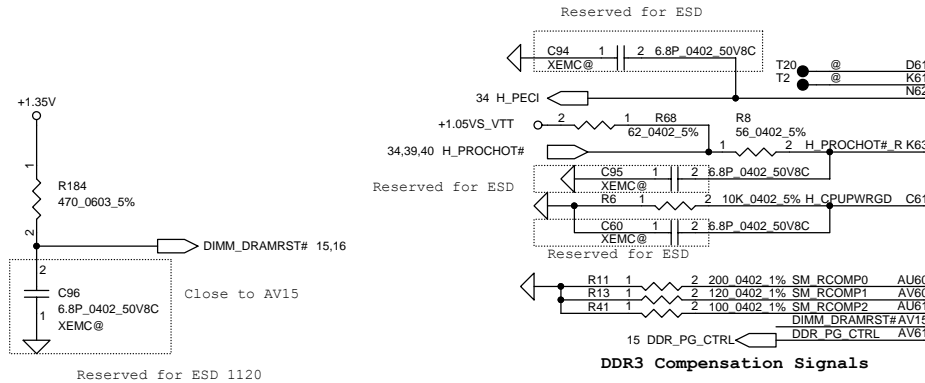 Reserved for ESD
C94 1 2 6.8P_0402_50V8C
XEMC@
T20 @ D61
T2 @ K61
N62
34 H_PECI
+1.05VS_VTT 2 1 R68
62_0402_5%
R8
56_0402_5%
34,39,40 H_PROCHOT# 1 2 H_PROCHOT#_R K63
Reserved for ESD
C95 1 2 6.8P_0402_50V8C
XEMC@
R6 1 2 10K_0402_5% H_CPUPWRGD C61
C60 1 2 6.8P_0402_50V8C
XEMC@
Reserved for ESD
+1.35V
1
R184
470_0603_5%
2
DIMM_DRAMRST# 15,16
2
C96
6.8P_0402_50V8C
1
XEMC@
Close to AV15
Reserved for ESD 1120
R11 1 2 200_0402_1% SM_RCOMP0 AU60
R13 1 2 120_0402_1% SM_RCOMP1 AV60
R41 1 2 100_0402_1% SM_RCOMP2 AU61
DIMM_DRAMRST# AV15
15 DDR_PG_CTRL DDR_PG_CTRL AV61
DDR3 Compensation Signals